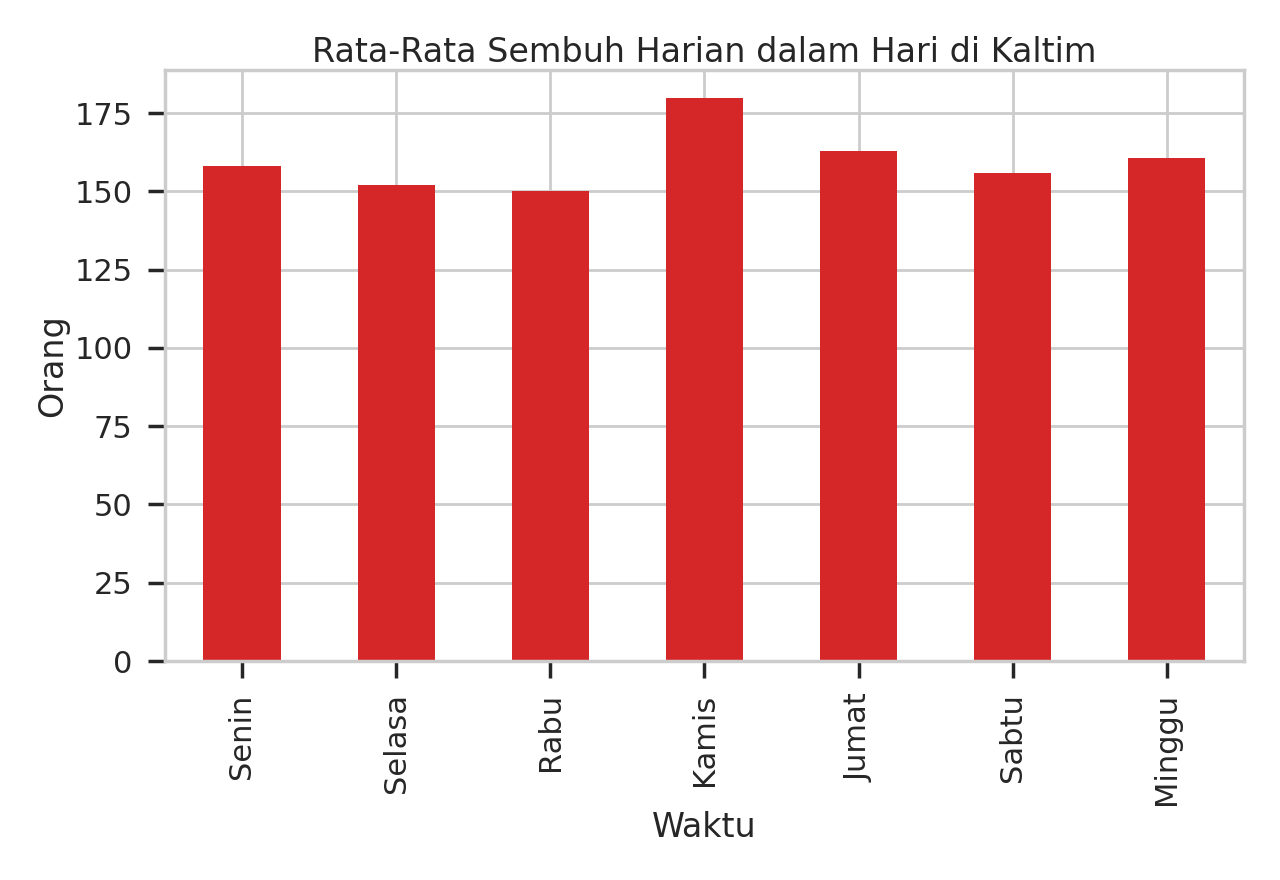 Rata-Rata Sembuh Harian dalam Hari di Kaltim
Orang
175
150
125
100
75
50
25
0
Senin
Selasa
Rabu
Kamis
Jumat
Sabtu
Minggu
Waktu